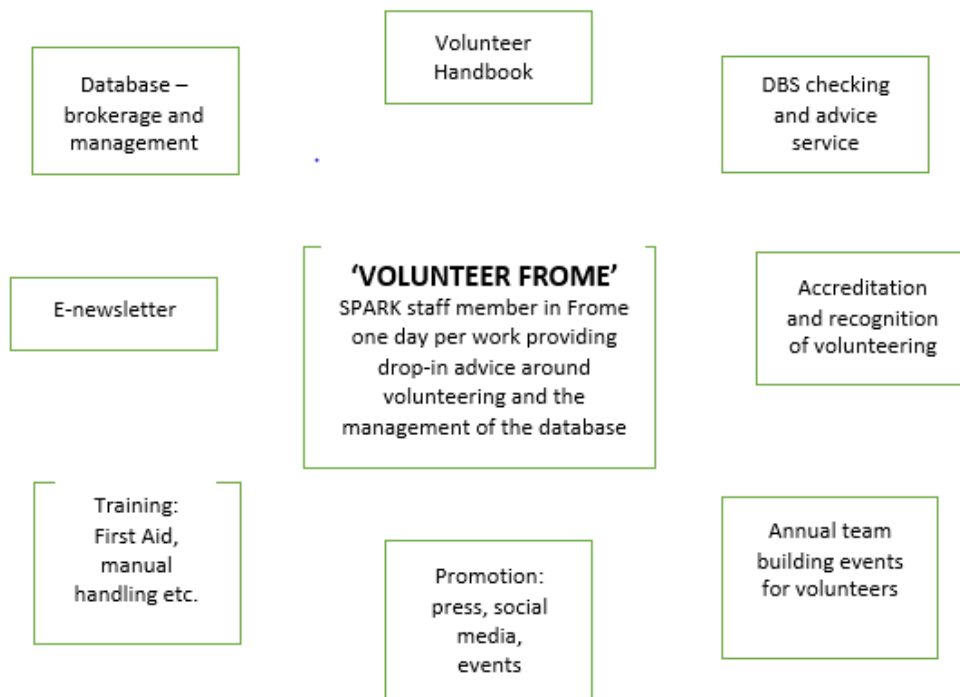 Volunteer
Handbook
Database –
brokerage and
management
DBS checking
and advice
service
E-newsletter
‘VOLUNTEER FROME’
SPARK staff member in Frome
one day per work providing
drop-in advice around
volunteering and the
management of the database
Accreditation
and recognition
of volunteering
Training:
First Aid,
manual
handling etc.
Promotion:
press, social
media,
events
Annual team
building events
for volunteers